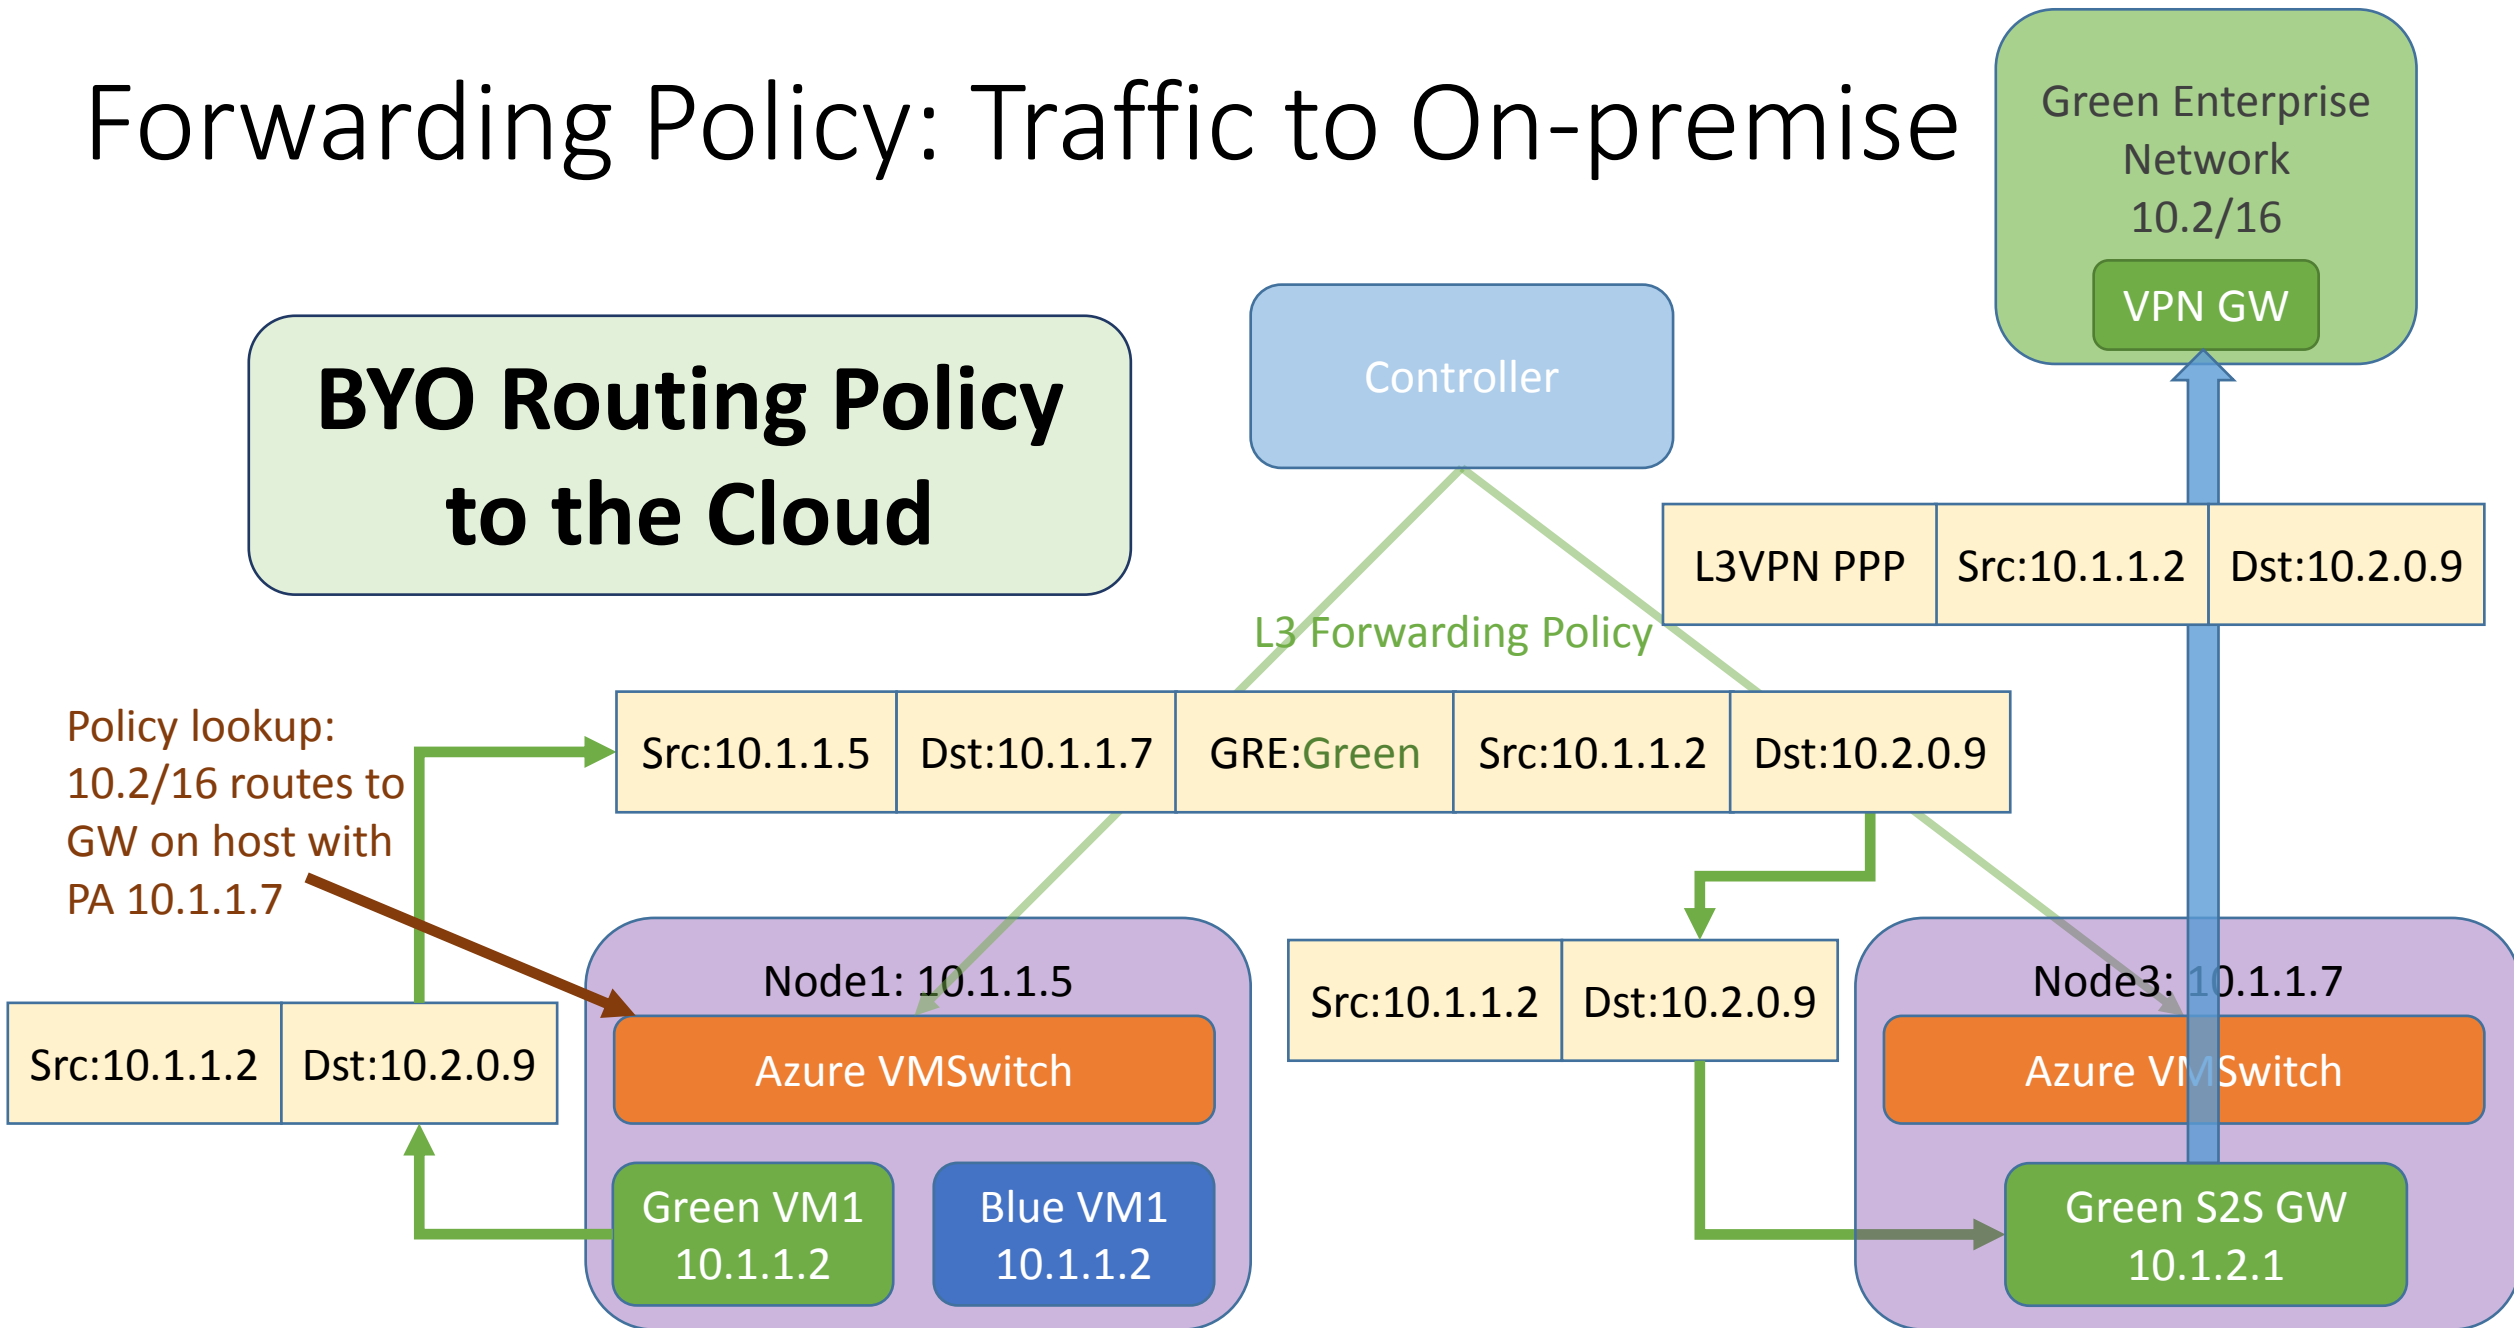 Forwarding Policy: Traffic to On-premise
Green Enterprise
Network
10.2/16
VPN GW
BYO Routing Policy
to the Cloud
Controller
L3VPN PPP Src:10.1.1.2 Dst:10.2.0.9
L3 Forwarding Policy
Policy lookup:
10.2/16 routes to
GW on host with
PA 10.1.1.7
Src:10.1.1.5 Dst:10.1.1.7 GRE:Green Src:10.1.1.2 Dst:10.2.0.9
Src:10.1.1.2 Dst:10.2.0.9
Node1: 10.1.1.5
Azure VMSwitch
Green VM1
10.1.1.2
Blue VM1
10.1.1.2
Src:10.1.1.2 Dst:10.2.0.9
Node3: 10.1.1.7
Azure VMSwitch
Green S2S GW
10.1.2.1